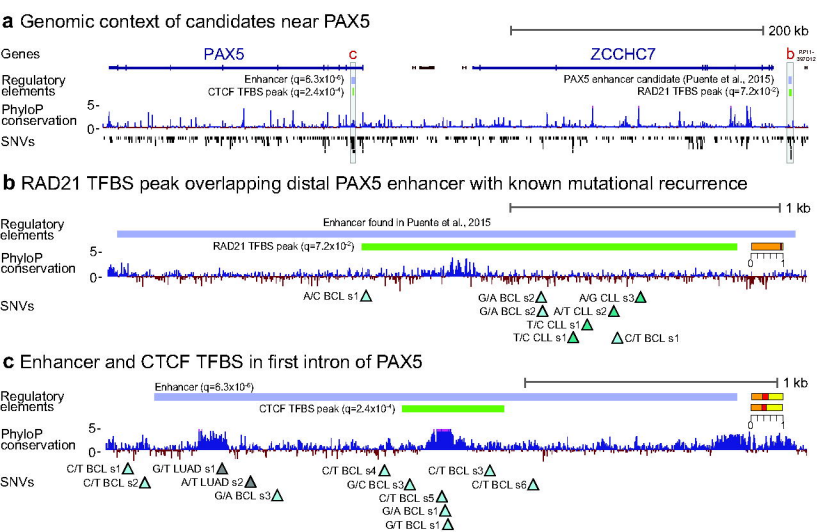 a Genomic context of candidates near PAX5
200 kb
Genes PAX5 c ZCCHC7 b RP11-397D12
Regulatory elements
Enhancer (q=6.3x10-6) PAX5 enhancer candidate (Puente et al., 2015)
CTCF TFBS peak (q=2.4x10-4) RAD21 TFBS peak (q=7.2x10-2)
PhyloP conservation
5-
0-
SNVs
b RAD21 TFBS peak overlapping distal PAX5 enhancer with known mutational recurrence
1 kb
Regulatory elements
Enhancer found in Puente et al., 2015
RAD21 TFBS peak (q=7.2x10-2)
0 1
PhyloP conservation
5-
0-
SNVs
A/C BCL s1 G/A BCL s2 A/G CLL s3
G/A BCL s2 A/T CLL s2
T/C CLL s1
T/C CLL s1 C/T BCL s1
c Enhancer and CTCF TFBS in first intron of PAX5
1 kb
Regulatory elements
Enhancer (q=6.3x10-6)
CTCF TFBS peak (q=2.4x10-4)
0 1
PhyloP conservation
5-
0
SNVs
C/T BCL s1 G/T LUAD s1 C/T BCL s4 C/T BCL s3
C/T BCL s2 A/T LUAD s2 G/C BCL s3 C/T BCL s6
G/A BCL s3 C/T BCL s5
G/A BCL s1
G/T BCL s1